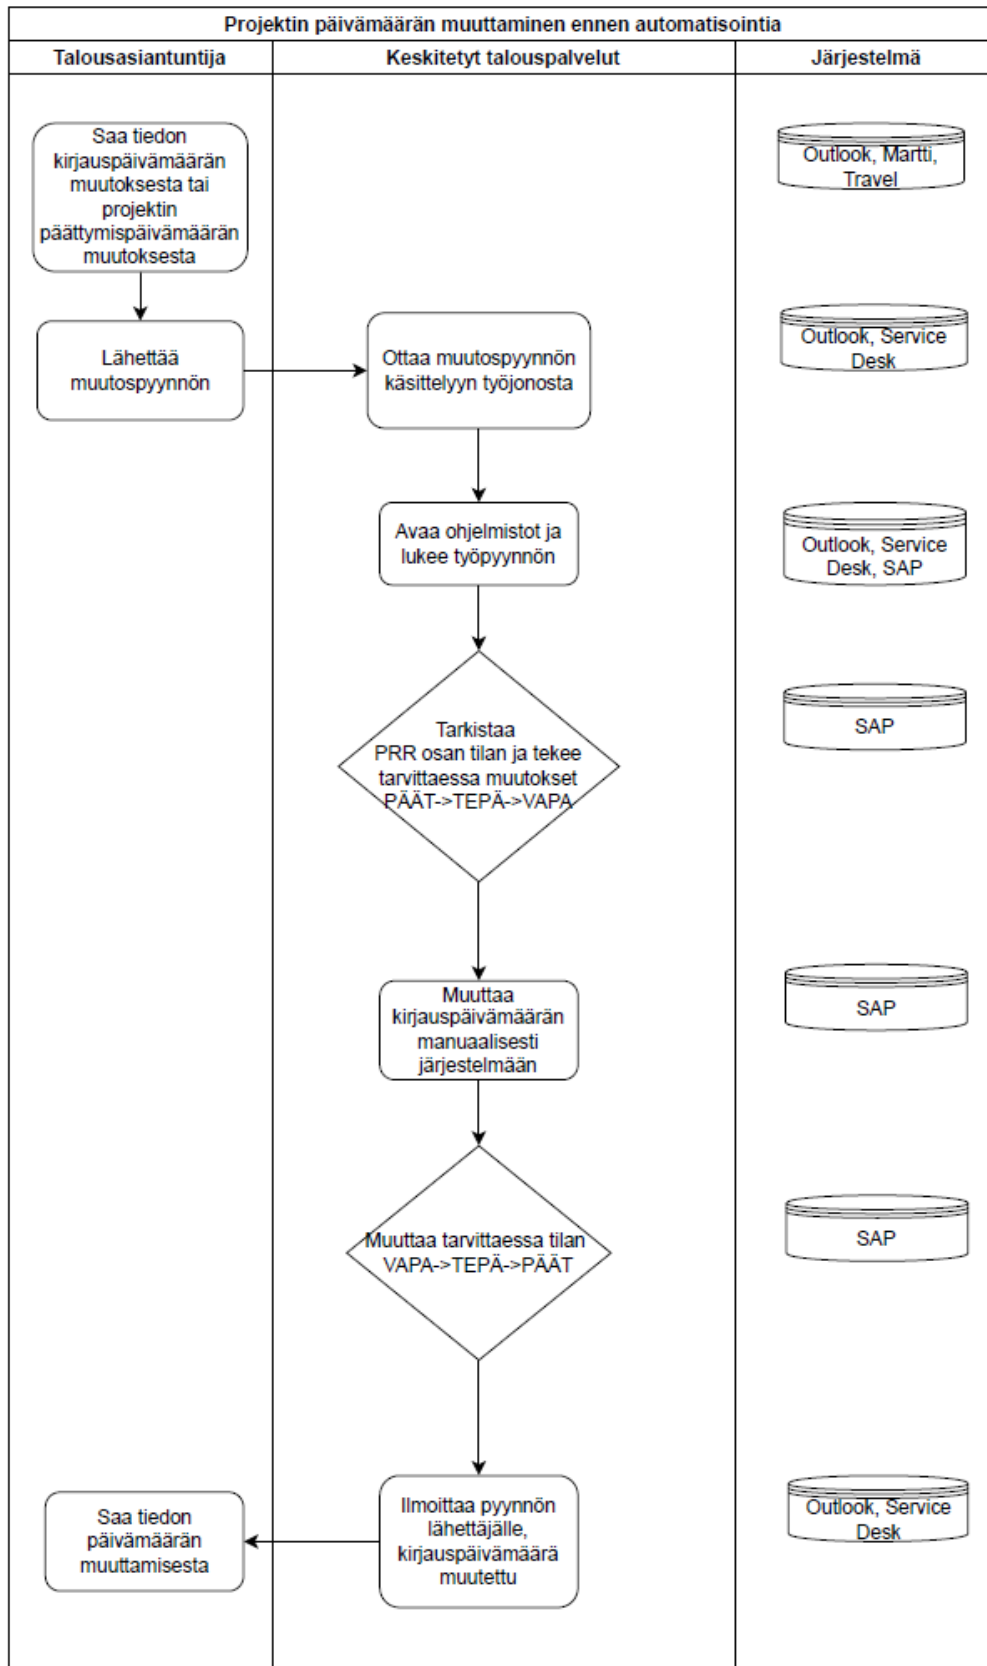 Projektin päivämäärän muuttaminen ennen automatisointia
Talousasiantuntija
Keskitetyt talouspalvelut
Järjestelmä
Saa tiedon
kirjauspäivämäärän
muutoksesta tai
projektin
päättymispäivämäärän
muutoksesta
Outlook, Martti,
Travel
Lähettää
muutospyynnön
Ottaa muutospyynnön
käsittelyyn työjonosta
Outlook, Service
Desk
Avaa ohjelmistot ja
lukee työpyynnön
Outlook, Service
Desk, SAP
Tarkistaa
PRR osan tilan ja tekee
tarvittaessa muutokset
PÄÄT->TEPÄ->VAPA
SAP
Muuttaa
kirjauspäivämäärän
manuaalisesti
järjestelmään
SAP
Muuttaa tarvittaessa tilan
VAPA->TEPÄ->PÄÄT
SAP
Ilmoittaa pyynnön
lähettäjälle,
kirjauspäivämäärä
muutettu
Outlook, Service
Desk
Saa tiedon
päivämäärän
muuttamisesta